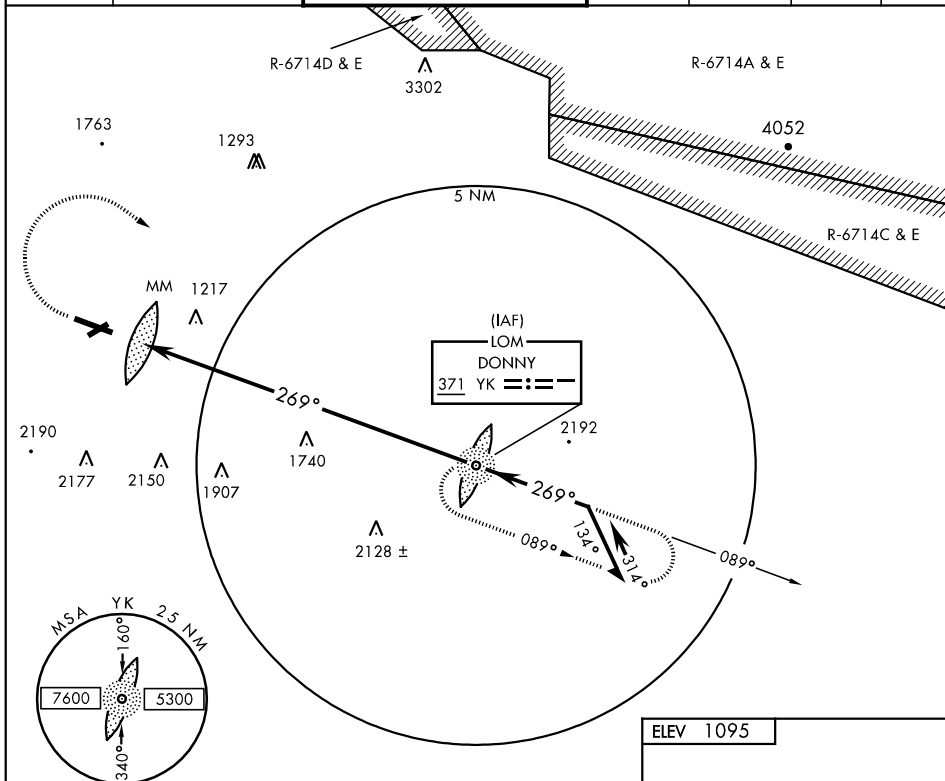 R-6714D & E
R-6714A & E
3302
4052
1763
1293
5 NM
R-6714C & E
MM 1217
(IAF)
LOM
DONNY
371 YK
269°
2190
2192
1740
2177
2150
1907
269°
2128 ±
089°
134°
314°
089°
MSA YK 25 NM
160°
7600
5300
340°
ELEV 1095